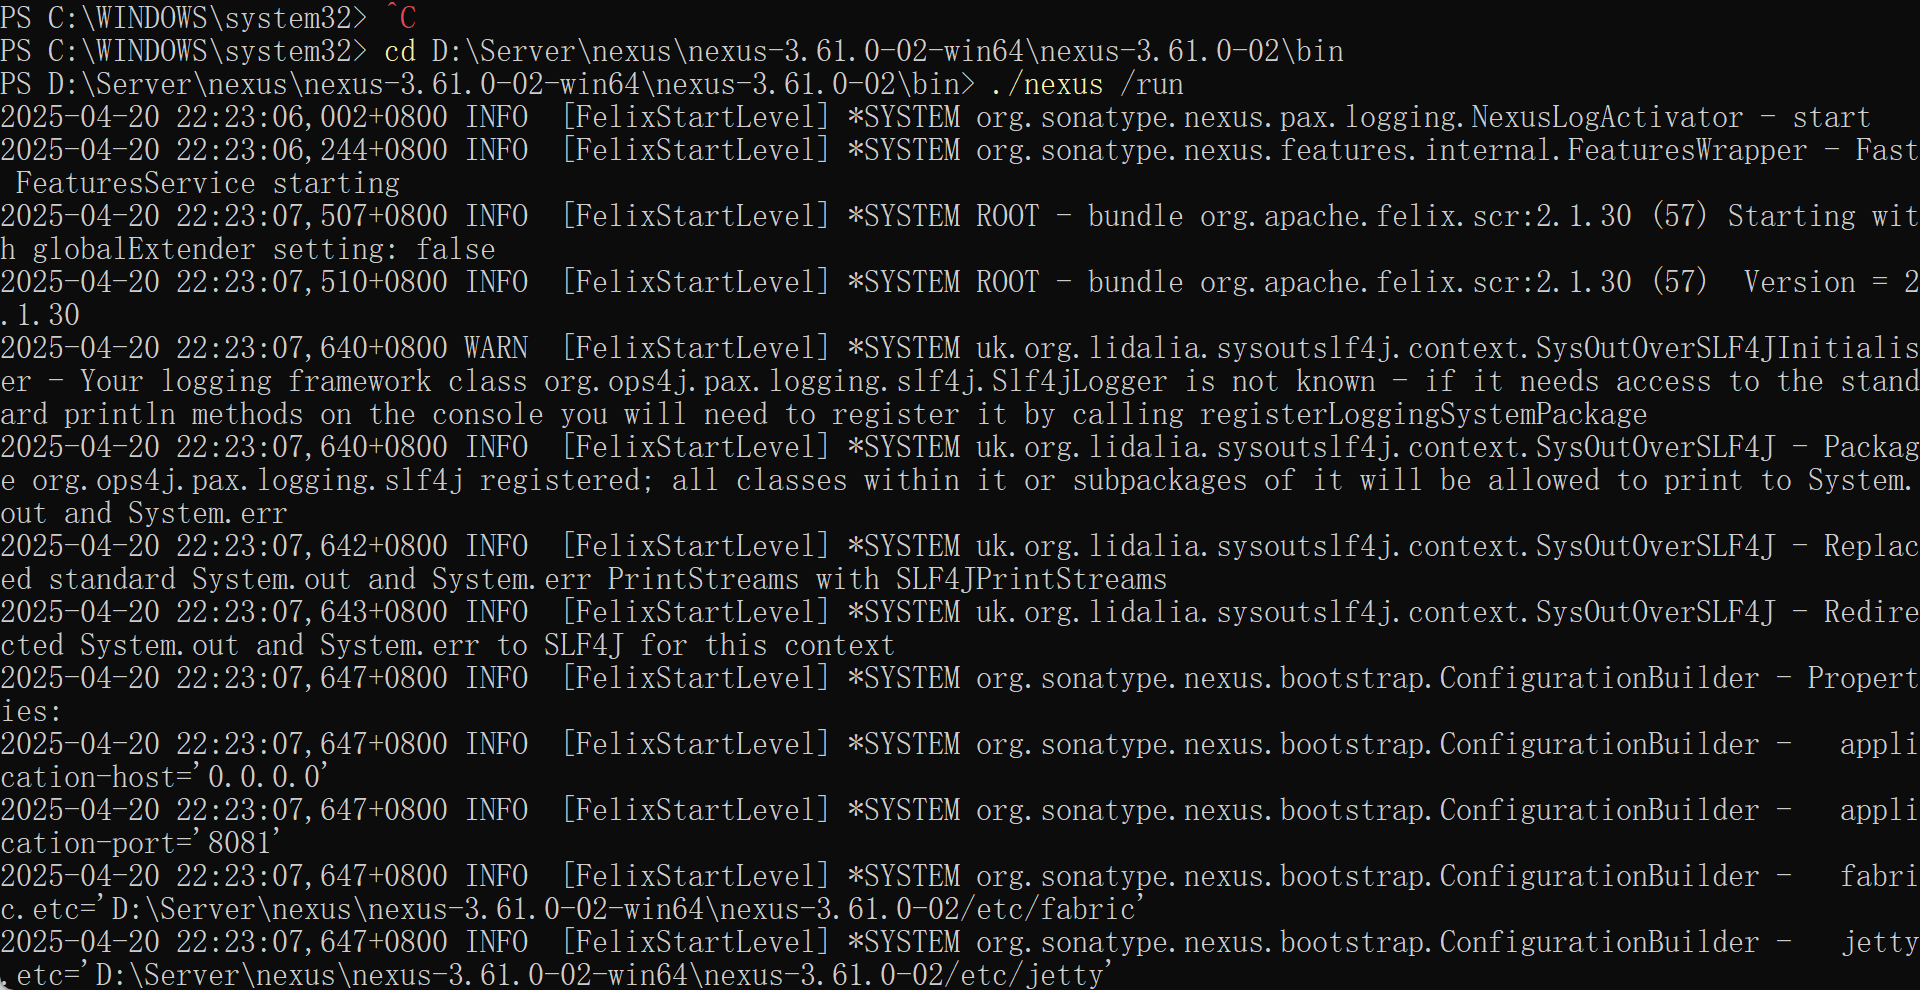 PS C:\WINDOWS\system32> ^C
PS C:\WINDOWS\system32> cd D:\Server\nexus\nexus-3.61.0-02-win64\nexus-3.61.0-02\bin
PS D:\Server\nexus\nexus-3.61.0-02-win64\nexus-3.61.0-02\bin> ./nexus /run
2025-04-20 22:23:06,002+0800 INFO  [FelixStartLevel] *SYSTEM org.sonatype.nexus.pax.logging.NexusLogActivator - start
2025-04-20 22:23:06,244+0800 INFO  [FelixStartLevel] *SYSTEM org.sonatype.nexus.features.internal.FeaturesWrapper - Fast
 FeaturesService starting
2025-04-20 22:23:07,507+0800 INFO  [FelixStartLevel] *SYSTEM ROOT - bundle org.apache.felix.scr:2.1.30 (57) Starting wit
h globalExtender setting: false
2025-04-20 22:23:07,510+0800 INFO  [FelixStartLevel] *SYSTEM ROOT - bundle org.apache.felix.scr:2.1.30 (57)  Version = 2
.1.30
2025-04-20 22:23:07,640+0800 WARN  [FelixStartLevel] *SYSTEM uk.org.lidalia.sysoutslf4j.context.SysOutOverSLF4JInitialis
er - Your logging framework class org.ops4j.pax.logging.slf4j.Slf4jLogger is not known - if it needs access to the stand
ard println methods on the console you will need to register it by calling registerLoggingSystemPackage
2025-04-20 22:23:07,640+0800 INFO  [FelixStartLevel] *SYSTEM uk.org.lidalia.sysoutslf4j.context.SysOutOverSLF4J - Packag
e org.ops4j.pax.logging.slf4j registered; all classes within it or subpackages of it will be allowed to print to System.
out and System.err
2025-04-20 22:23:07,642+0800 INFO  [FelixStartLevel] *SYSTEM uk.org.lidalia.sysoutslf4j.context.SysOutOverSLF4J - Replac
ed standard System.out and System.err PrintStreams with SLF4JPrintStreams
2025-04-20 22:23:07,643+0800 INFO  [FelixStartLevel] *SYSTEM uk.org.lidalia.sysoutslf4j.context.SysOutOverSLF4J - Redire
cted System.out and System.err to SLF4J for this context
2025-04-20 22:23:07,647+0800 INFO  [FelixStartLevel] *SYSTEM org.sonatype.nexus.bootstrap.ConfigurationBuilder - Propert
ies:
2025-04-20 22:23:07,647+0800 INFO  [FelixStartLevel] *SYSTEM org.sonatype.nexus.bootstrap.ConfigurationBuilder -   appli
cation-host='0.0.0.0'
2025-04-20 22:23:07,647+0800 INFO  [FelixStartLevel] *SYSTEM org.sonatype.nexus.bootstrap.ConfigurationBuilder -   appli
cation-port='8081'
2025-04-20 22:23:07,647+0800 INFO  [FelixStartLevel] *SYSTEM org.sonatype.nexus.bootstrap.ConfigurationBuilder -   fabri
c.etc='D:\Server\nexus\nexus-3.61.0-02-win64\nexus-3.61.0-02/etc/fabric'
2025-04-20 22:23:07,647+0800 INFO  [FelixStartLevel] *SYSTEM org.sonatype.nexus.bootstrap.ConfigurationBuilder -   jetty
.etc='D:\Server\nexus\nexus-3.61.0-02-win64\nexus-3.61.0-02/etc/jetty'